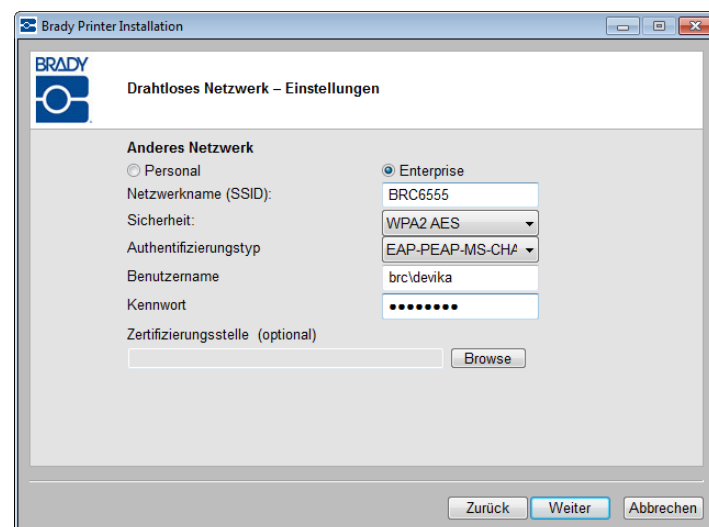 Brady Printer Installation
BRADY
Drahtloses Netzwerk – Einstellungen
Anderes Netzwerk
Personal Enterprise
Netzwerkname (SSID): BRC6555
Sicherheit: WPA2 AES
Authentifizierungstyp EAP-PEAP-MS-CHA
Benutzername brc\devika
Kennwort ••••••••
Zertifizierungsstelle (optional)
Browse
Zurück Weiter Abbrechen